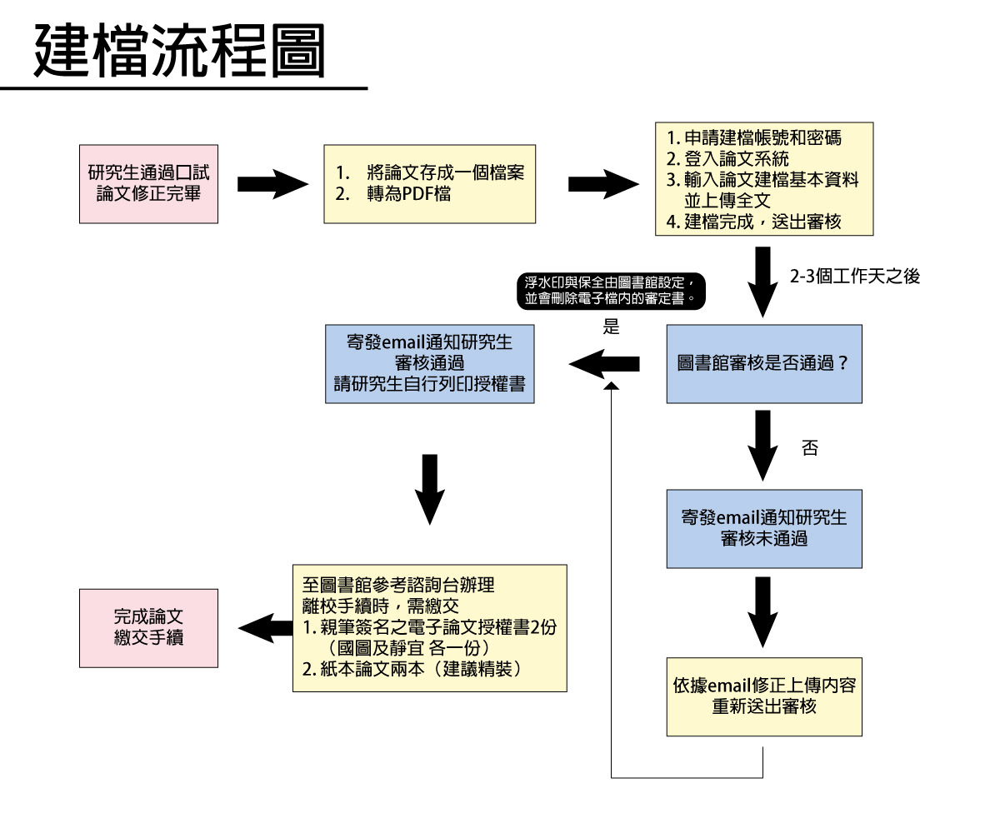 建檔流程圖
研究生通過口試
論文修正完畢
1. 將論文存成一個檔案
2. 轉為PDF檔
1. 申請建檔帳號和密碼
2. 登入論文系統
3. 輸入論文建檔基本資料
並上傳全文
4. 建檔完成，送出審核
2-3個工作天之後
浮水印與保全由圖書館設定，
並會刪除電子檔內的審定書。
是
寄發email通知研究生
審核通過
請研究生自行列印授權書
圖書館審核是否通過？
否
寄發email通知研究生
審核未通過
至圖書館參考諮詢台辦理
離校手續時，需繳交
1. 親筆簽名之電子論文授權書2份
（國圖及靜宜 各一份）
2. 紙本論文兩本（建議精裝）
完成論文
繳交手續
依據email修正上傳內容
重新送出審核